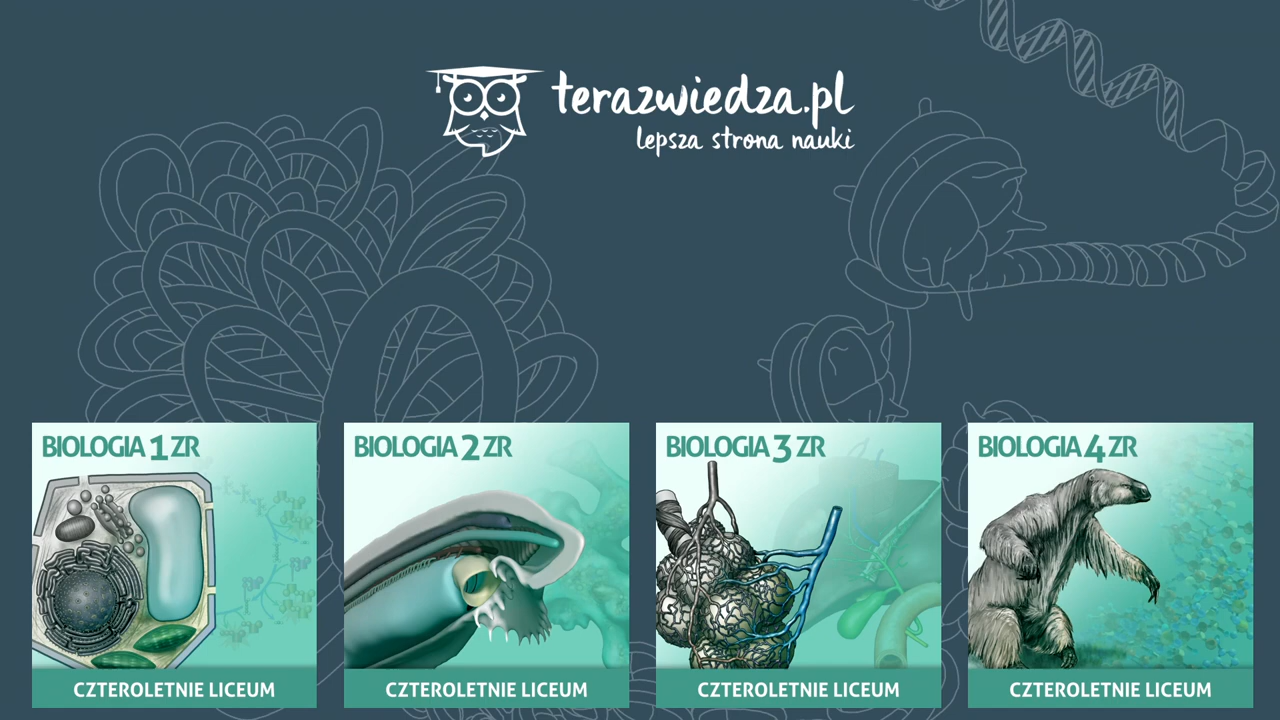 terazwiedza.pl
lepsza strona nauki
BIOLOGIA 1 ZR
CZTEROLETNIE LICEUM
BIOLOGIA 2 ZR
CZTEROLETNIE LICEUM
BIOLOGIA 3 ZR
CZTEROLETNIE LICEUM
BIOLOGIA 4 ZR
CZTEROLETNIE LICEUM